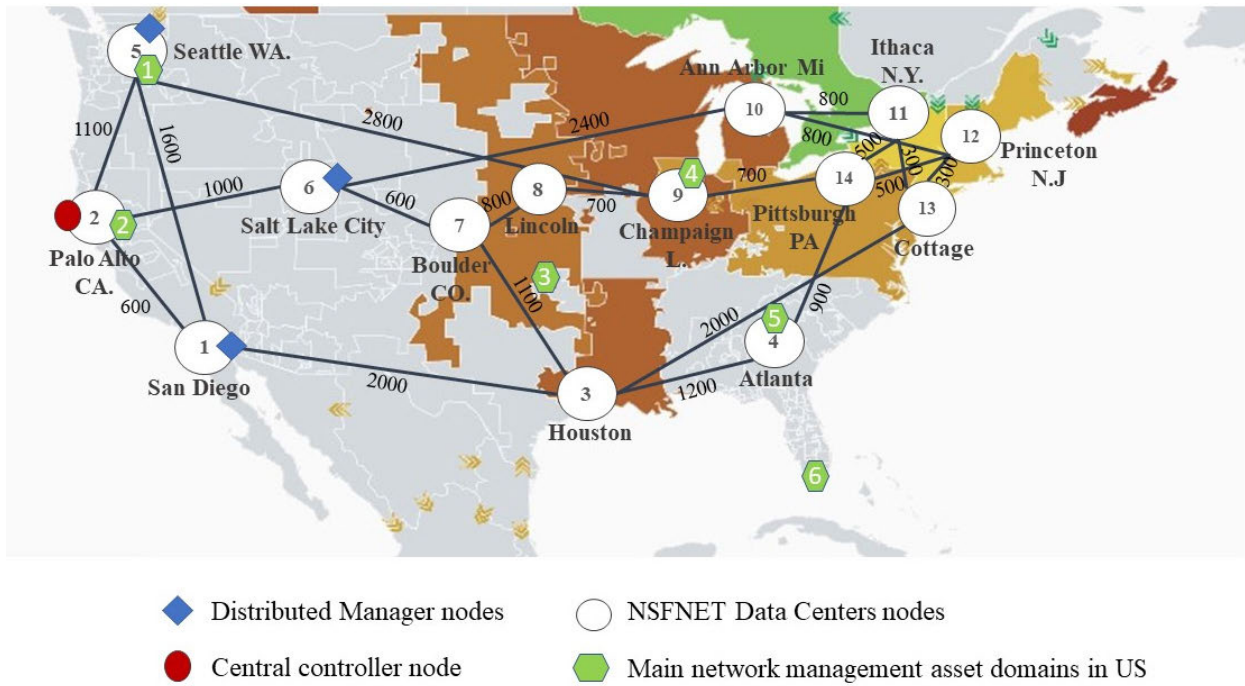 5
Seattle WA.
1
1100
1600
2800
2400
Ann Arbor Mi
10
800
800
Ithaca
N.Y.
11
12
Princeton
N.J
500
300
300
500
14
Pittsburgh
PA
13
Cottage
2
2
Palo Alto
CA.
1000
6
Salt Lake City
600
7
Boulder
CO.
800
8
Lincoln
700
4
9
Champaign
L.
700
600
1
San Diego
2000
3
1100
3
Houston
2000
1200
900
5
4
Atlanta
6
Distributed Manager nodes
NSFNET Data Centers nodes
Central controller node
Main network management asset domains in US